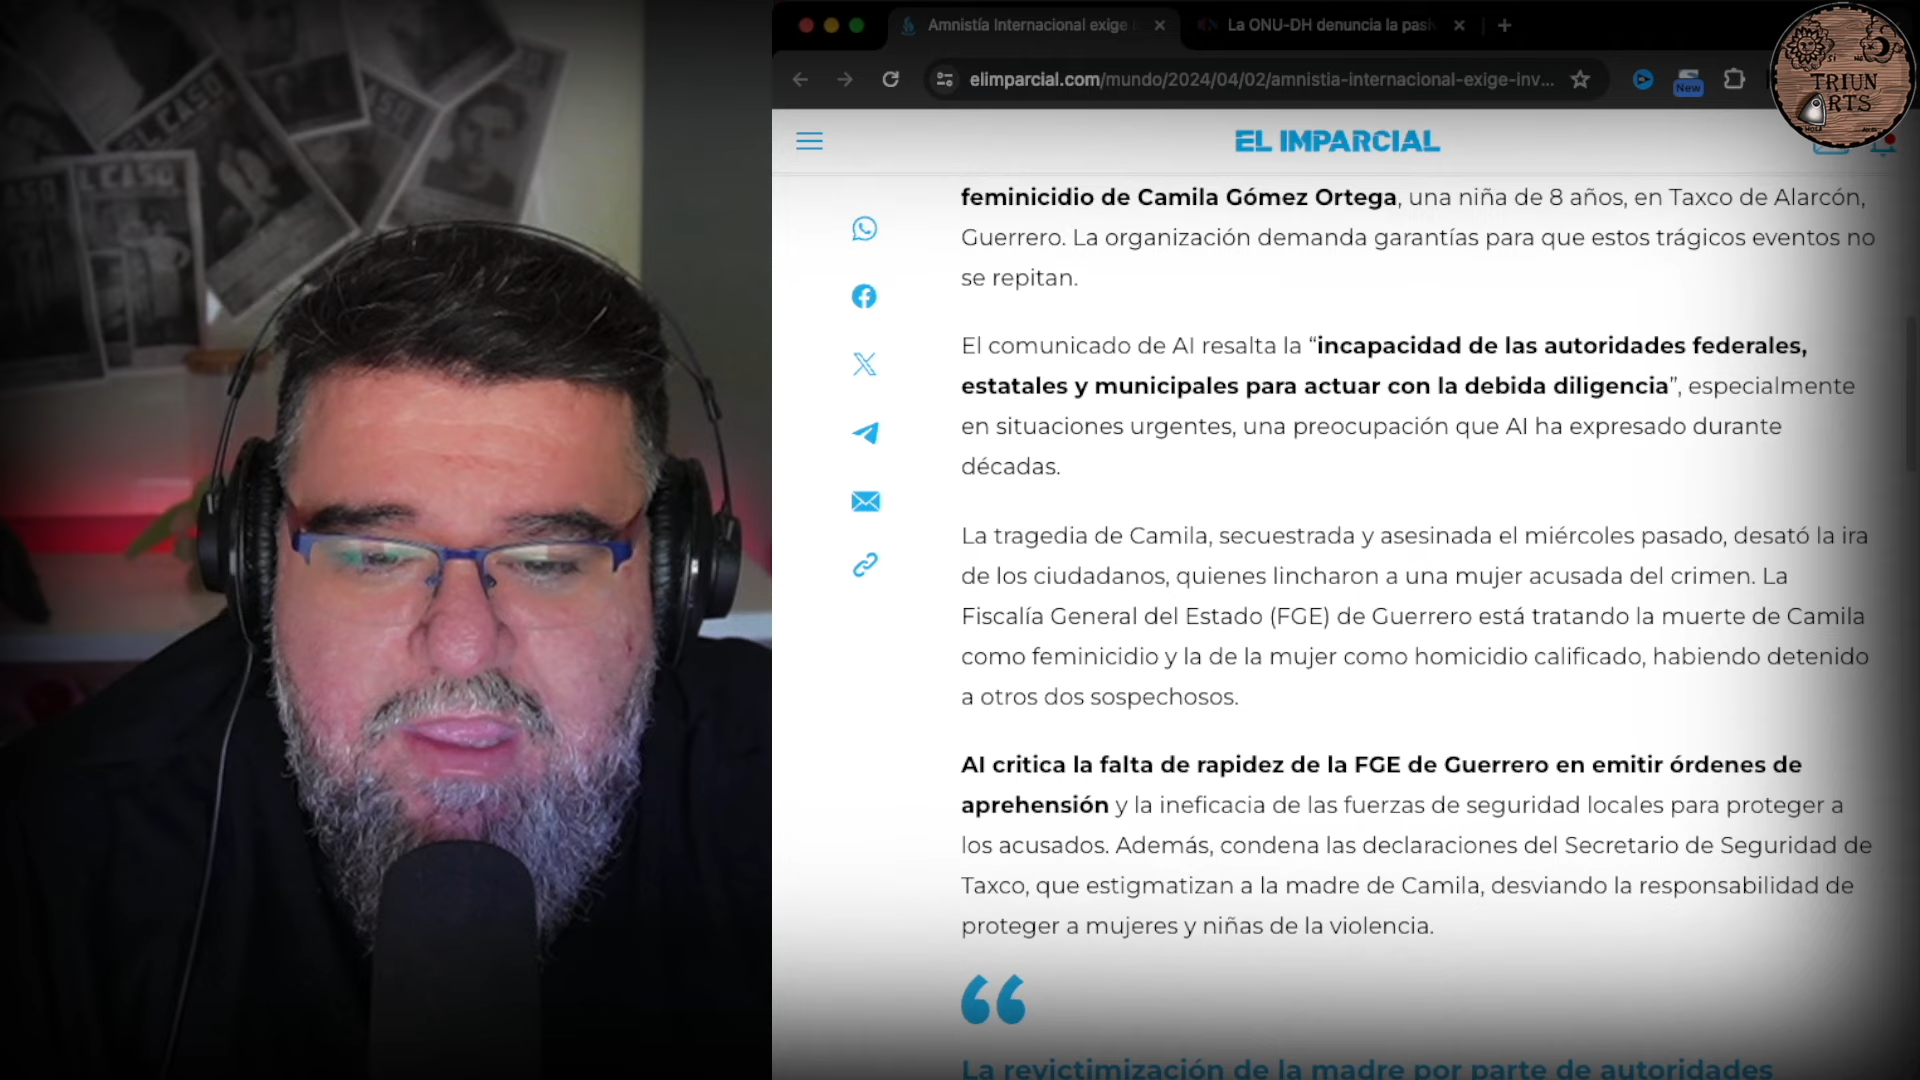 Amnistía Internacional exige
La ONU-DH denuncia la pasi
elimparcial.com/mundo/2024/04/02/amnistia-internacional-exige-inv...
New
TRIUN
ARTS
EL IMPARCIAL
EL CASO
EL CASO
feminicidio de Camila Gómez Ortega, una niña de 8 años, en Taxco de Alarcón,
Guerrero. La organización demanda garantías para que estos trágicos eventos no
se repitan.
El comunicado de AI resalta la “incapacidad de las autoridades federales,
estatales y municipales para actuar con la debida diligencia”, especialmente
en situaciones urgentes, una preocupación que AI ha expresado durante
décadas.
La tragedia de Camila, secuestrada y asesinada el miércoles pasado, desató la ira
de los ciudadanos, quienes lincharon a una mujer acusada del crimen. La
Fiscalía General del Estado (FGE) de Guerrero está tratando la muerte de Camila
como feminicidio y la de la mujer como homicidio calificado, habiendo detenido
a otros dos sospechosos.
AI critica la falta de rapidez de la FGE de Guerrero en emitir órdenes de
aprehensión y la ineficacia de las fuerzas de seguridad locales para proteger a
los acusados. Además, condena las declaraciones del Secretario de Seguridad de
Taxco, que estigmatizan a la madre de Camila, desviando la responsabilidad de
proteger a mujeres y niñas de la violencia.
“
La revictimización de la madre por parte de autoridades